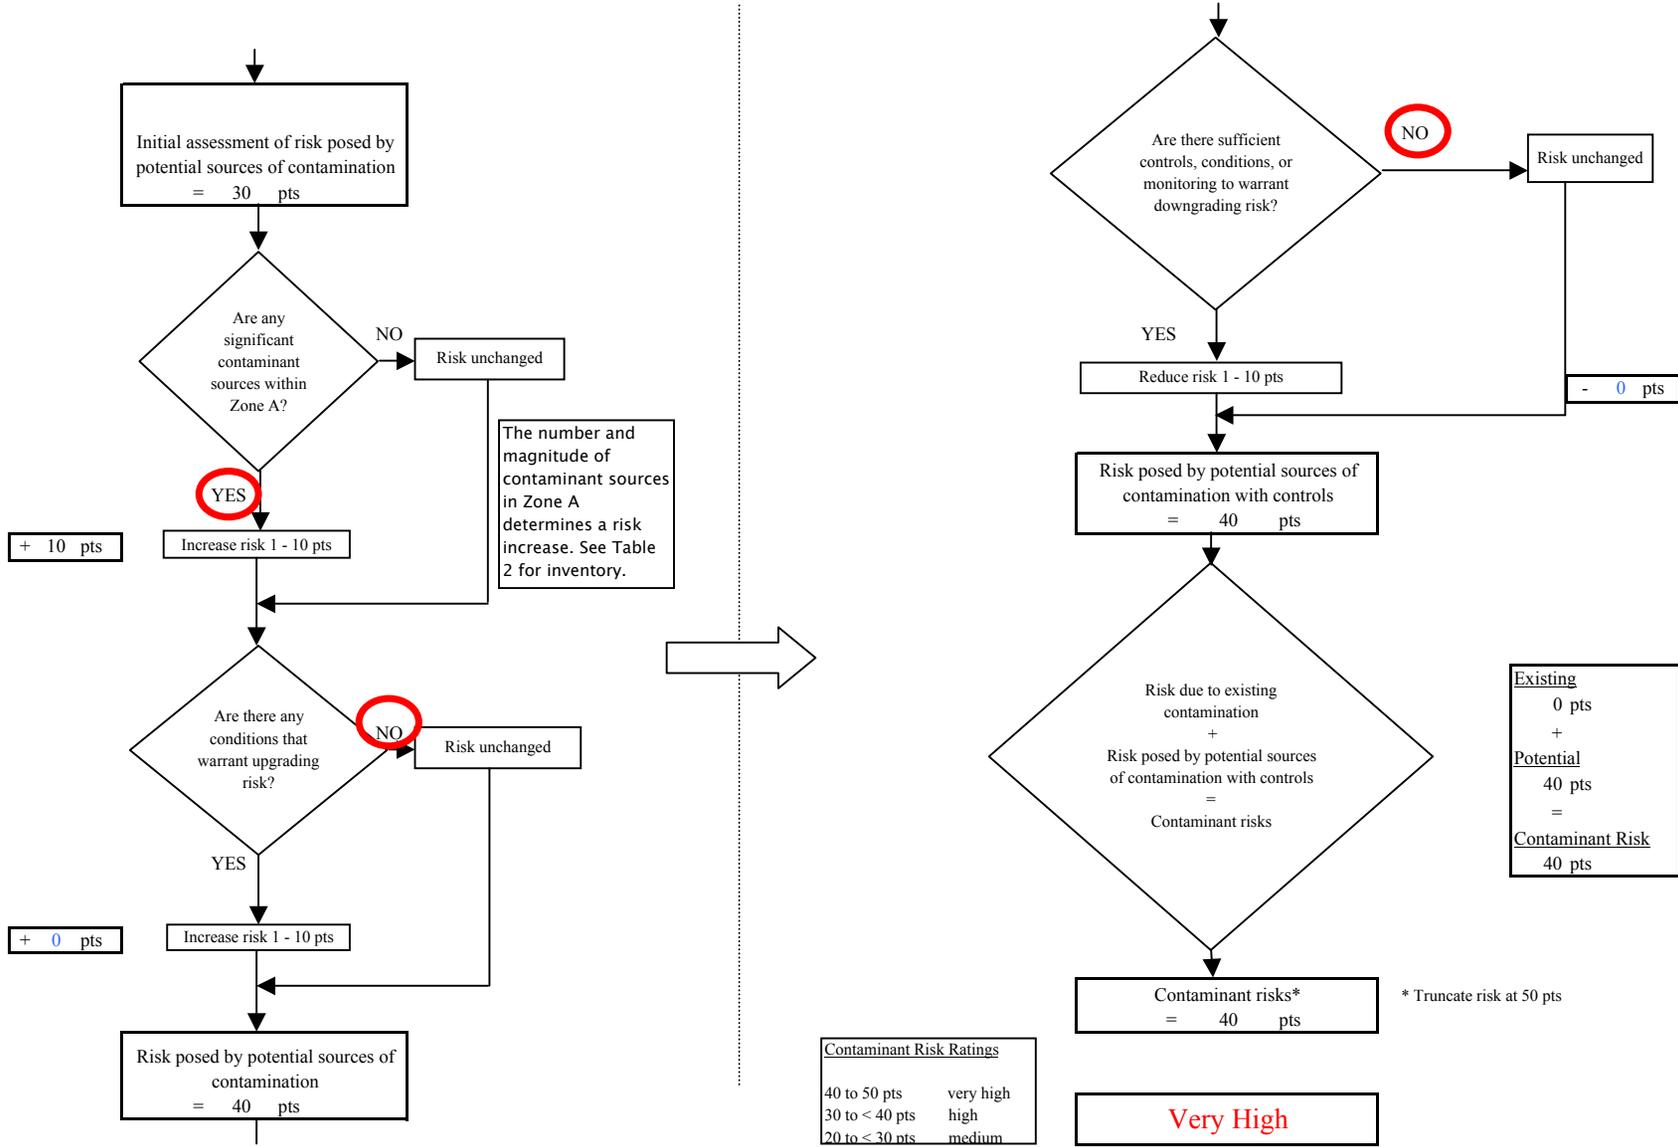 Initial assessment of risk posed by
potential sources of contamination
= 30 pts
Are any
significant
contaminant
sources within
Zone A?
NO
Risk unchanged
The number and
magnitude of
contaminant sources
in Zone A
determines a risk
increase. See Table
2 for inventory.
YES
+ 10 pts
Increase risk 1 - 10 pts
Are there any
conditions that
warrant upgrading
risk?
NO
Risk unchanged
YES
+ 0 pts
Increase risk 1 - 10 pts
Risk posed by potential sources of
contamination
= 40 pts
Are there sufficient
controls, conditions, or
monitoring to warrant
downgrading risk?
NO
Risk unchanged
YES
Reduce risk 1 - 10 pts
- 0 pts
Risk posed by potential sources of
contamination with controls
= 40 pts
Risk due to existing
contamination
+
Risk posed by potential sources
of contamination with controls
=
Contaminant risks
Existing
0 pts
+
Potential
40 pts
=
Contaminant Risk
40 pts
Contaminant risks*
= 40 pts
* Truncate risk at 50 pts
Contaminant Risk Ratings
40 to 50 pts very high
30 to < 40 pts high
20 to < 30 pts medium
Very High